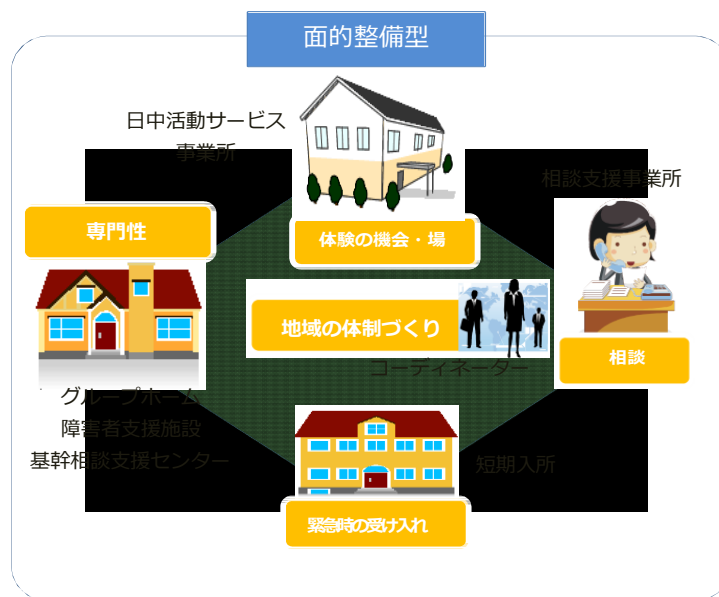 面的整備型
日中活動サービス
事業所
相談支援事業所
専門性
体験の機会・場
地域の体制づくり
コーディネーター
相談
グループホーム
障害者支援施設
基幹相談支援センター
短期入所
緊急時の受け入れ